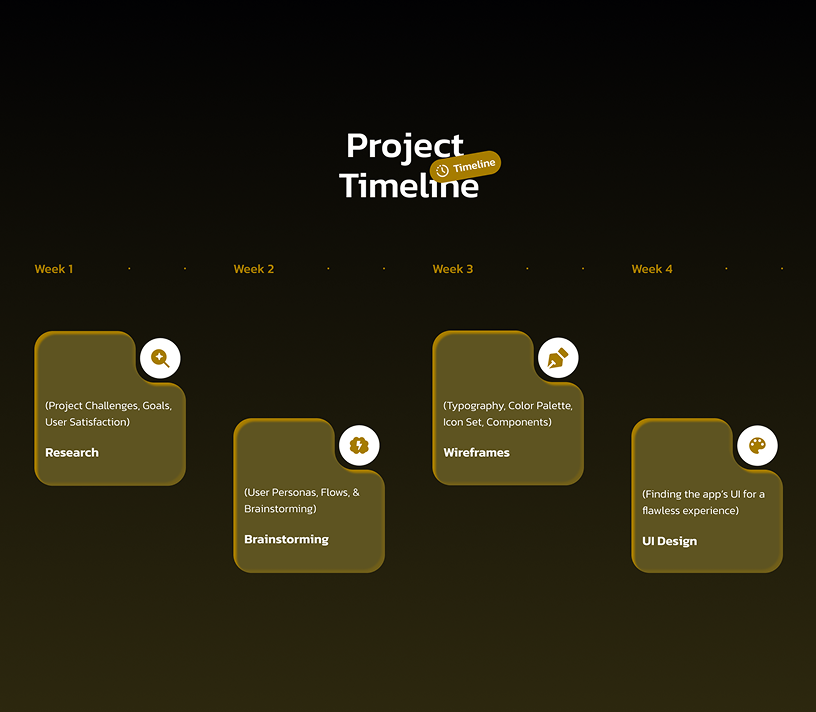 Project
Timeline
Timeline
Week 1
Week 2
Week 3
Week 4
(Project Challenges, Goals,
User Satisfaction)
Research
(User Personas, Flows, &
Brainstorming)
Brainstorming
(Typography, Color Palette,
Icon Set, Components)
Wireframes
(Finding the app's UI for a
flawless experience)
UI Design